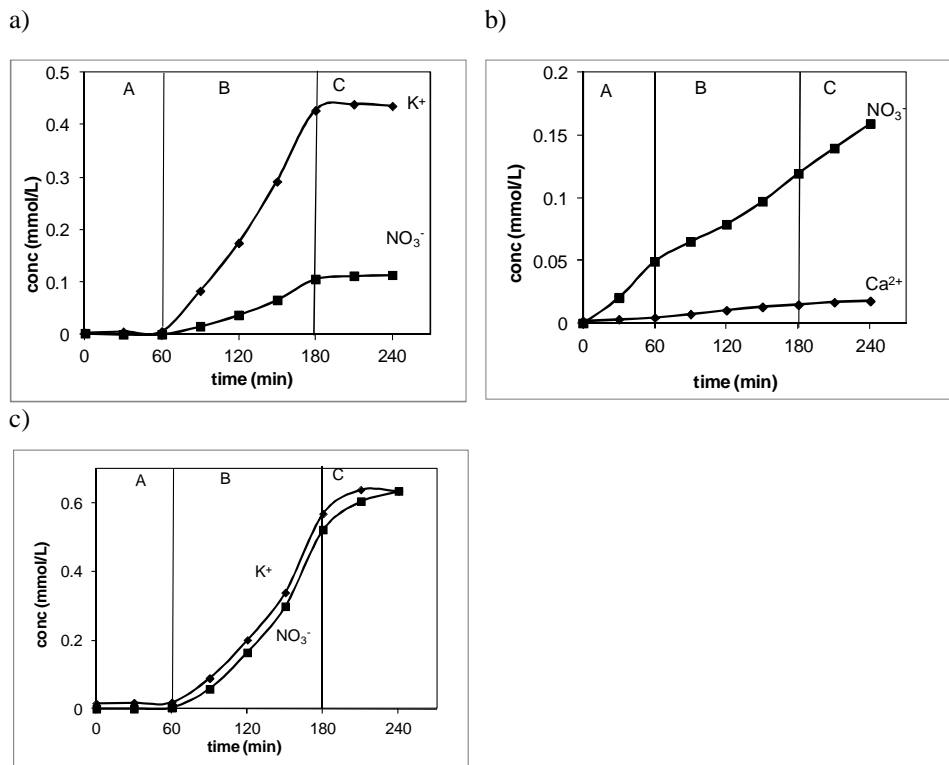 a)
b)
0.5
A
B
C
K+
0.4
conc (mmol/L)
0.3
0.2
NO3-
0.1
0
0 60 120 180 240
time (min)
0.2
A
B
C
NO3-
0.15
conc (mmol/L)
0.1
0.05
Ca2+
0
0 60 120 180 240
time (min)
c)
A
B
C
0.6
conc (mmol/L)
0.4
K+
0.2
NO3-
0
0 60 120 180 240
time (min)